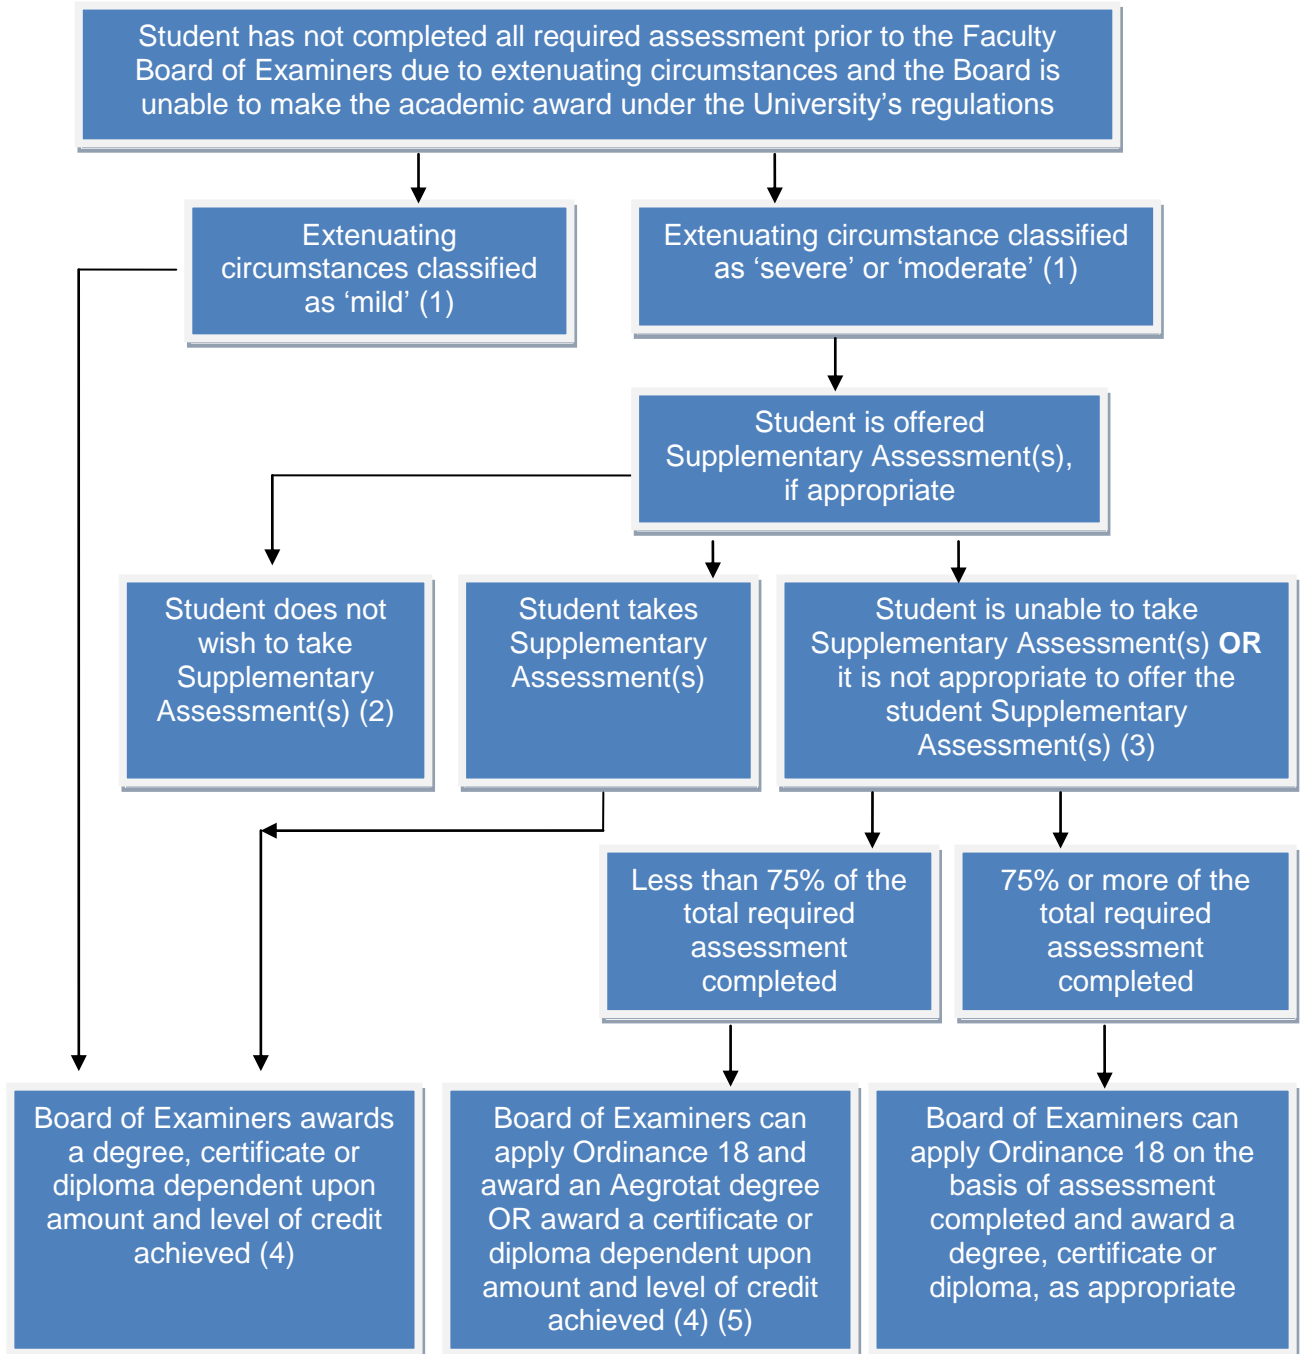 Student has not completed all required assessment prior to the Faculty
Board of Examiners due to extenuating circumstances and the Board is
unable to make the academic award under the University’s regulations
Extenuating
circumstances classified
as ‘mild’ (1)
Extenuating circumstance classified
as ‘severe’ or ‘moderate’ (1)
Student is offered
Supplementary Assessment(s),
if appropriate
Student does not
wish to take
Supplementary
Assessment(s) (2)
Student takes
Supplementary
Assessment(s)
Student is unable to take
Supplementary Assessment(s) OR
it is not appropriate to offer the
student Supplementary
Assessment(s) (3)
Less than 75% of the
total required
assessment
completed
75% or more of the
total required
assessment
completed
Board of Examiners awards
a degree, certificate or
diploma dependent upon
amount and level of credit
achieved (4)
Board of Examiners can
apply Ordinance 18 and
award an Aegrotat degree
OR award a certificate or
diploma dependent upon
amount and level of credit
achieved (4) (5)
Board of Examiners can
apply Ordinance 18 on the
basis of assessment
completed and award a
degree, certificate or
diploma, as appropriate